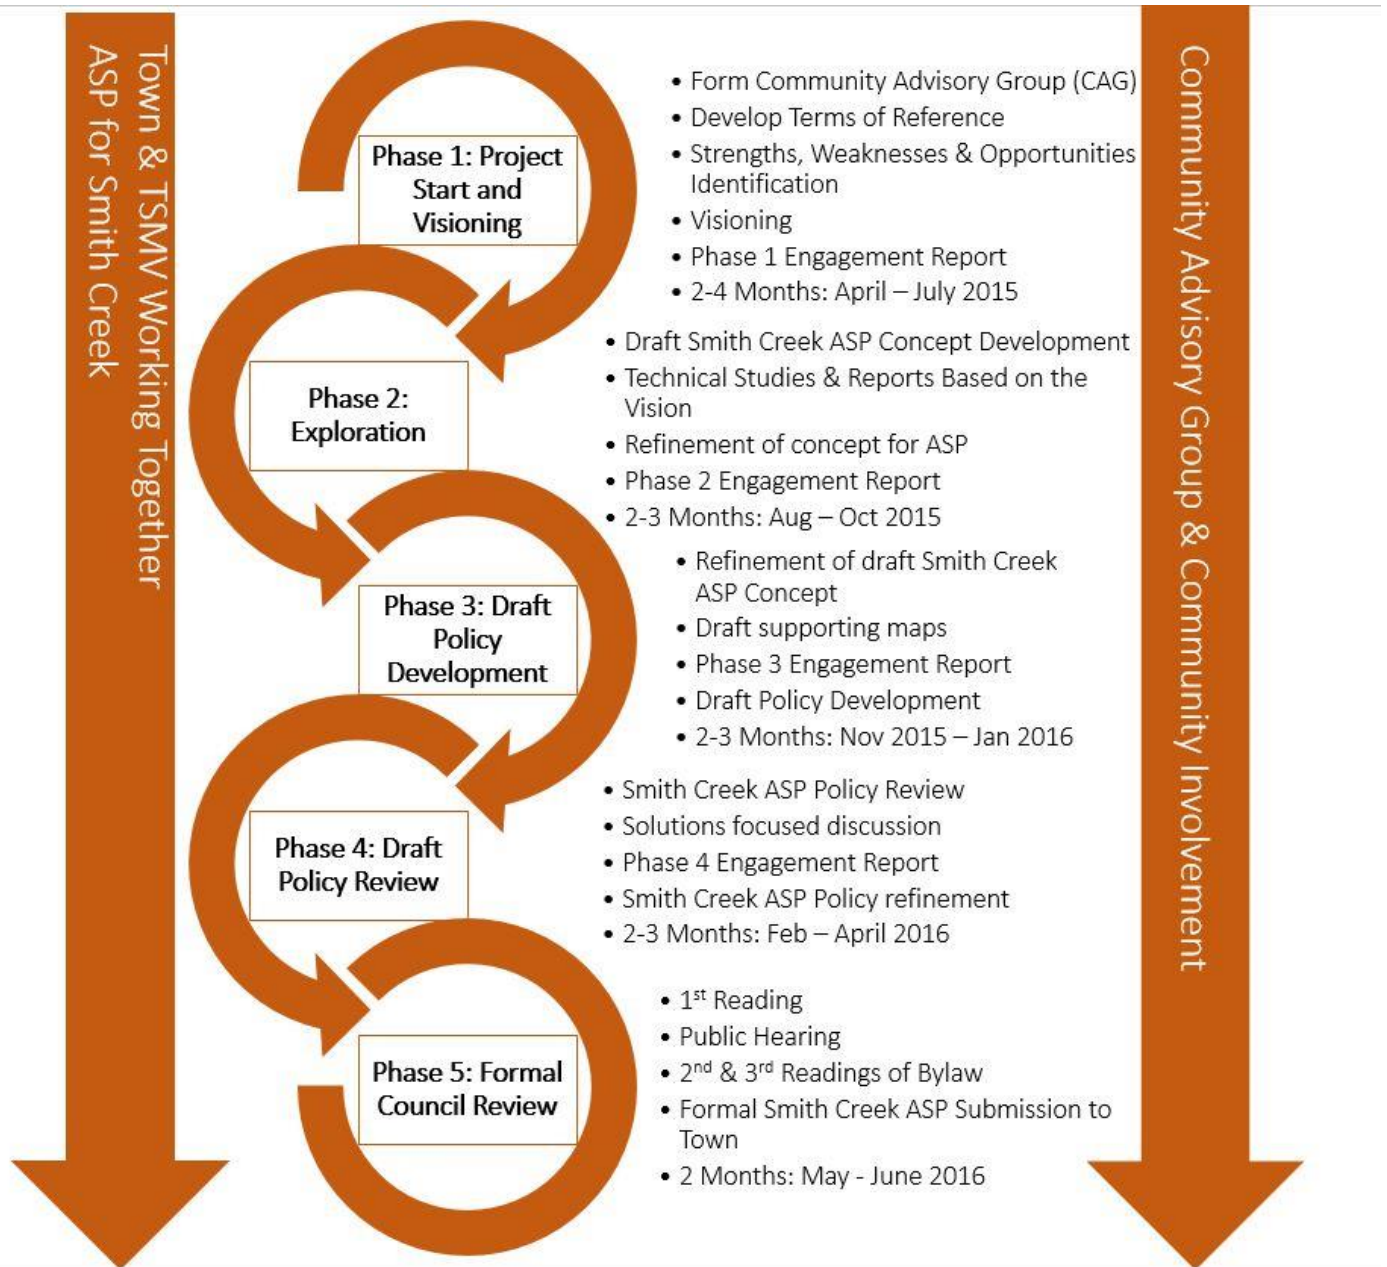 Town & TSMV Working Together
ASP for Smith Creek
Phase 1: Project
Start and
Visioning
• Form Community Advisory Group (CAG)
• Develop Terms of Reference
• Strengths, Weaknesses & Opportunities
Identification
• Visioning
• Phase 1 Engagement Report
• 2-4 Months: April – July 2015
Phase 2:
Exploration
• Draft Smith Creek ASP Concept Development
• Technical Studies & Reports Based on the
Vision
• Refinement of concept for ASP
• Phase 2 Engagement Report
• 2-3 Months: Aug – Oct 2015
Phase 3: Draft
Policy
Development
• Refinement of draft Smith Creek
ASP Concept
• Draft supporting maps
• Phase 3 Engagement Report
• Draft Policy Development
• 2-3 Months: Nov 2015 – Jan 2016
Phase 4: Draft
Policy Review
• Smith Creek ASP Policy Review
• Solutions focused discussion
• Phase 4 Engagement Report
• Smith Creek ASP Policy refinement
• 2-3 Months: Feb – April 2016
Phase 5: Formal
Council Review
• 1st Reading
• Public Hearing
• 2nd & 3rd Readings of Bylaw
• Formal Smith Creek ASP Submission to
Town
• 2 Months: May - June 2016
Community Advisory Group & Community Involvement